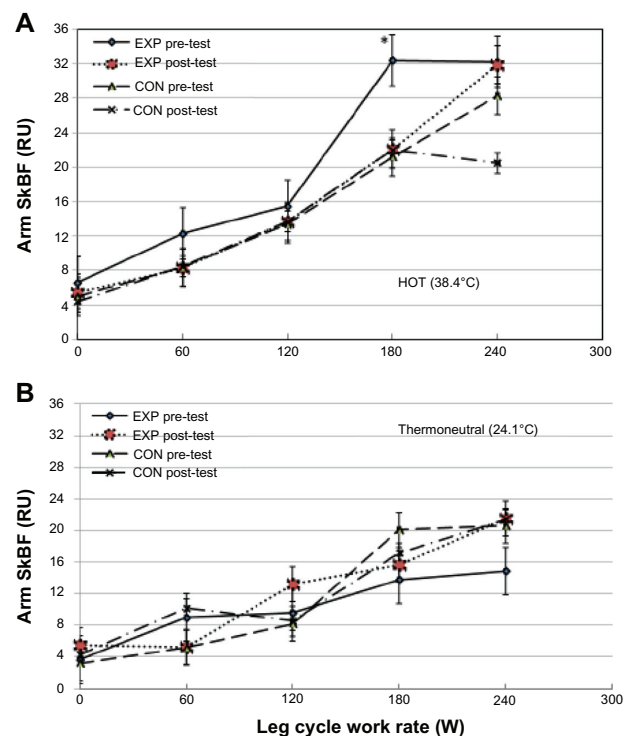 A
36
32
28
24
20
16
12
8
4
0
Arm SkBF (RU)
EXP pre-test
EXP post-test
CON pre-test
CON post-test
*
HOT (38.4°C)
0 60 120 180 240 300
B
36
32
28
24
20
16
12
8
4
0
Arm SkBF (RU)
EXP pre-test
EXP post-test
CON pre-test
CON post-test
Thermoneutral (24.1°C)
0 60 120 180 240 300
Leg cycle work rate (W)